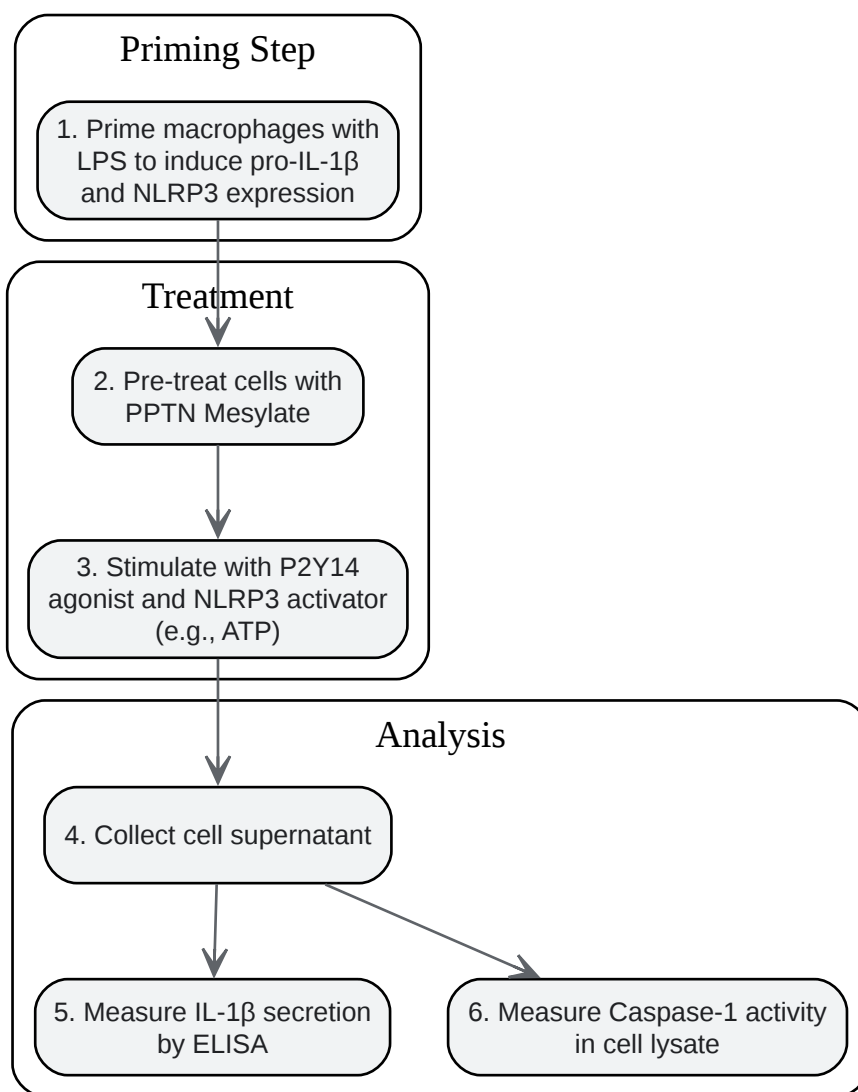 Priming Step
1. Prime macrophages with
LPS to induce pro-IL-1β
and NLRP3 expression
Treatment
2. Pre-treat cells with
PPTN Mesylate
3. Stimulate with P2Y14
agonist and NLRP3 activator
(e.g., ATP)
Analysis
4. Collect cell supernatant
5. Measure IL-1β secretion
by ELISA
6. Measure Caspase-1 activity
in cell lysate